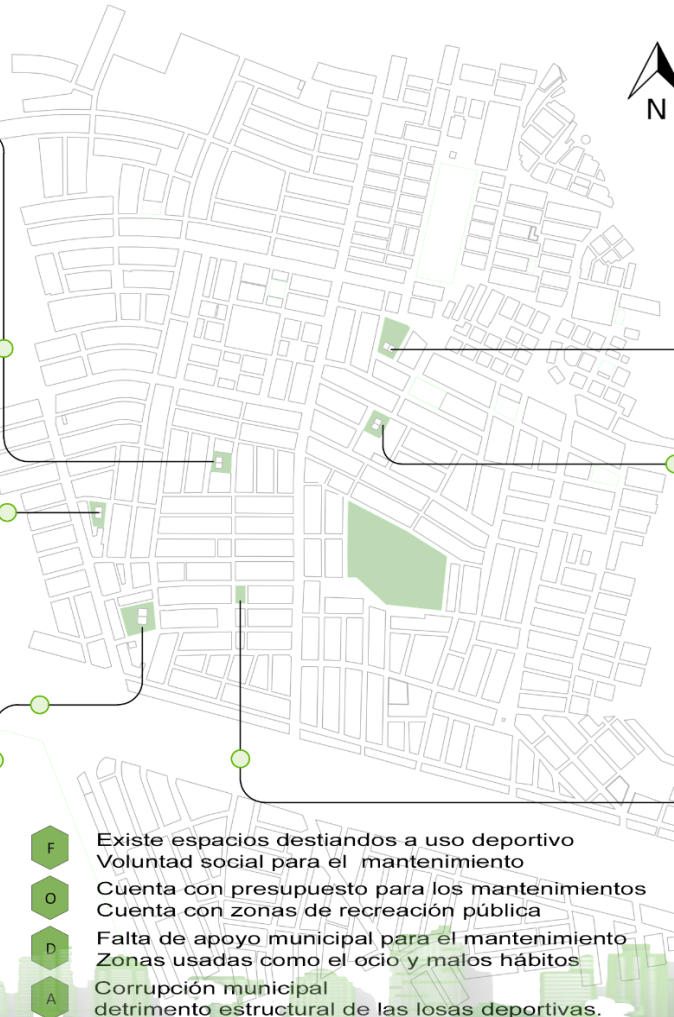 N
F
Existe espacios destiandos a uso deportivo
Voluntad social para el mantenimiento
O
Cuenta con presupuesto para los mantenimientos
Cuenta con zonas de recreación pública
D
Falta de apoyo municipal para el mantenimiento
Zonas usadas como el ocio y malos hábitos
A
Corrupción municipal
detrimento estructural de las losas deportivas.